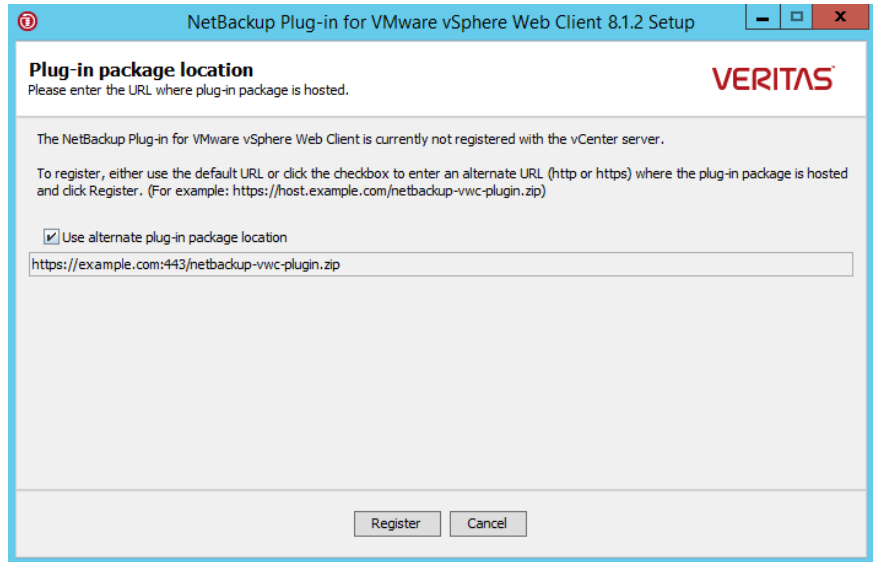 NetBackup Plug-in for VMware vSphere Web Client 8.1.2 Setup
Plug-in package location
Please enter the URL where plug-in package is hosted.
VERITAS
The NetBackup Plug-in for VMware vSphere Web Client is currently not registered with the vCenter server.
To register, either use the default URL or click the checkbox to enter an alternate URL (http or https) where the plug-in package is hosted
and click Register. (For example: https://host.example.com/netbackup-vwc-plugin.zip)
Use alternate plug-in package location
https://example.com:443/netbackup-vwc-plugin.zip
Register Cancel